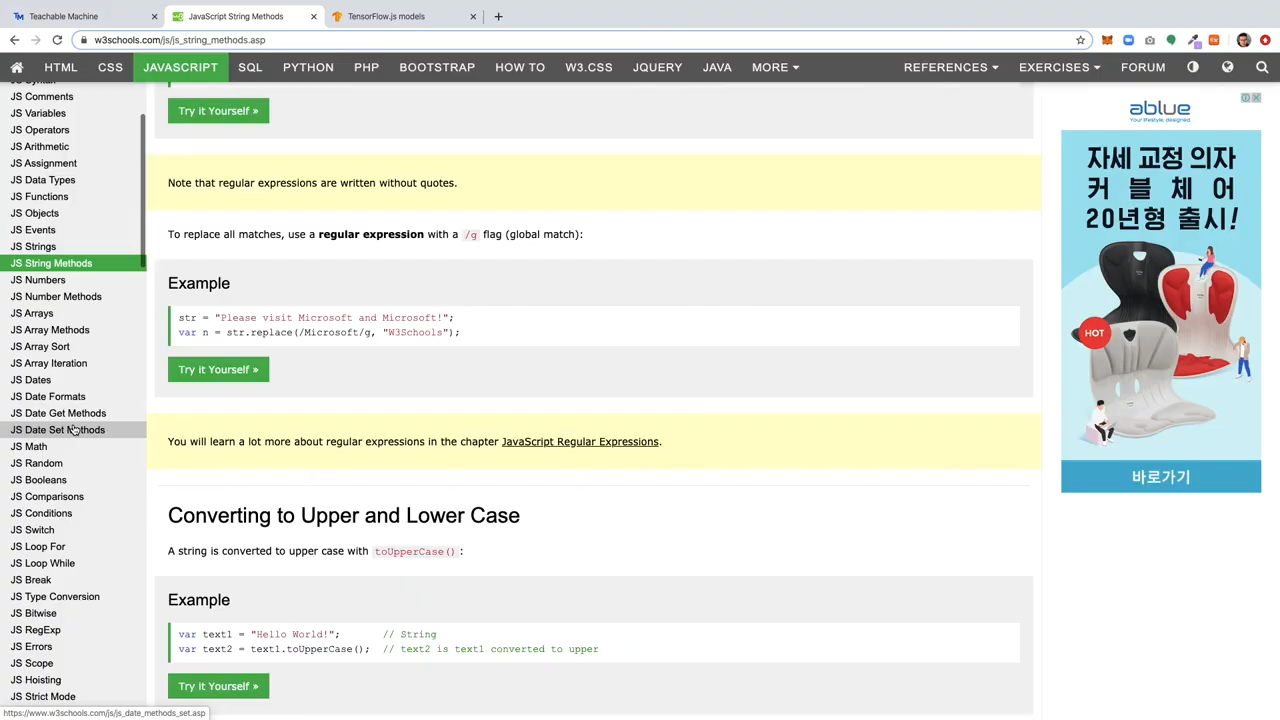 Teachable Machine
JavaScript String Methods
TensorFlow.js models
w3schools.com/js/js_string_methods.asp
HTML CSS JAVASCRIPT SQL PYTHON PHP BOOTSTRAP HOW TO W3.CSS JQUERY JAVA MORE REFERENCES EXERCISES FORUM
JS Syntax
JS Comments
JS Variables
JS Operators
JS Arithmetic
JS Assignment
JS Data Types
JS Functions
JS Objects
JS Events
JS Strings
JS String Methods
JS Numbers
JS Number Methods
JS Arrays
JS Array Methods
JS Array Sort
JS Array Iteration
JS Dates
JS Date Formats
JS Date Get Methods
JS Date Set Methods
JS Math
JS Random
JS Booleans
JS Comparisons
JS Conditions
JS Switch
JS Loop For
JS Loop While
JS Break
JS Type Conversion
JS Bitwise
JS RegExp
JS Errors
JS Scope
JS Hoisting
JS Strict Mode
https://www.w3schools.com/js/js_date_methods_set.asp
Try it Yourself »
Note that regular expressions are written without quotes.
To replace all matches, use a regular expression with a /g flag (global match):
Example
str = "Please visit Microsoft and Microsoft!";
var n = str.replace(/Microsoft/g, "W3Schools");
Try it Yourself »
You will learn a lot more about regular expressions in the chapter JavaScript Regular Expressions.
Converting to Upper and Lower Case
A string is converted to upper case with toUpperCase():
Example
var text1 = "Hello World!"; // String
var text2 = text1.toUpperCase(); // text2 is text1 converted to upper
Try it Yourself »
ablue
Your lifestyle, designed.
자세 교정 의자
커블체어
20년형 출시!
HOT
바로가기